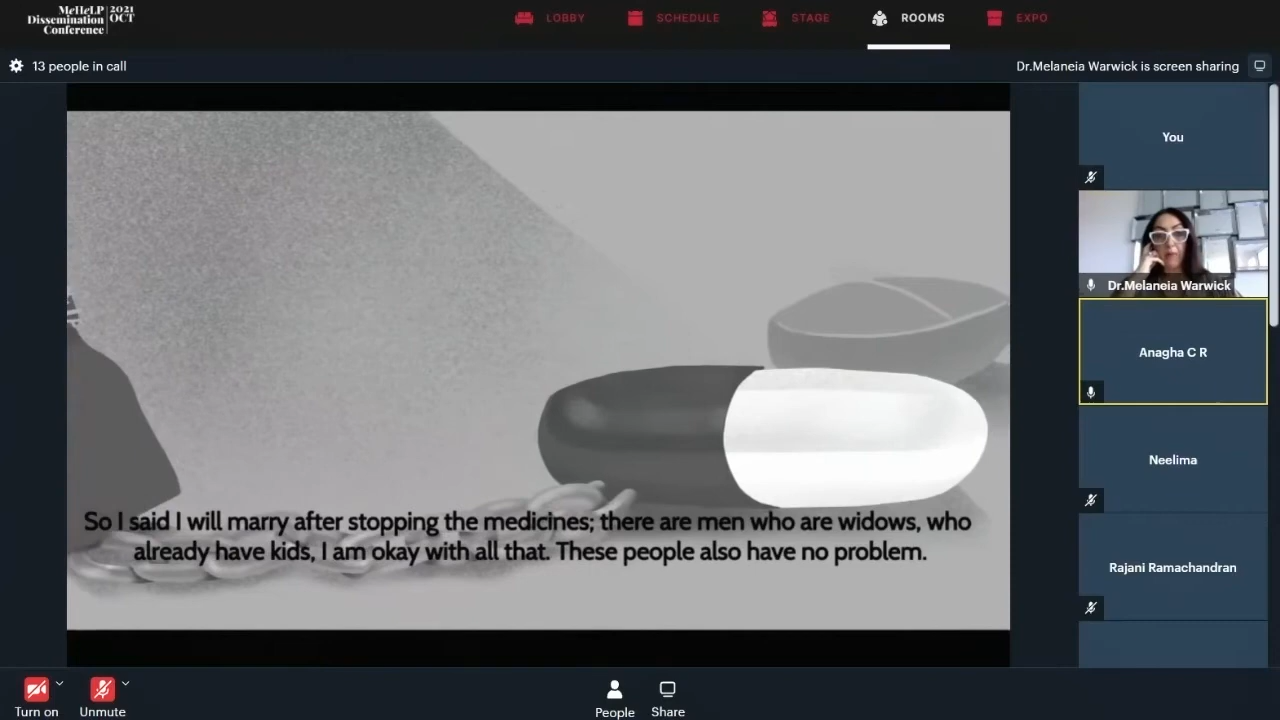 MeHeLP
Dissemination
Conference
2021
OCT
LOBBY
SCHEDULE
STAGE
ROOMS
EXPO
13 people in call
Dr.Melaneia Warwick is screen sharing
You
Dr.Melaneia Warwick
Anagha C R
Neelima
Rajani Ramachandran
So I said I will marry after stopping the medicines; there are men who are widows, who
already have kids, I am okay with all that. These people also have no problem.
Turn on
Unmute
People
Share